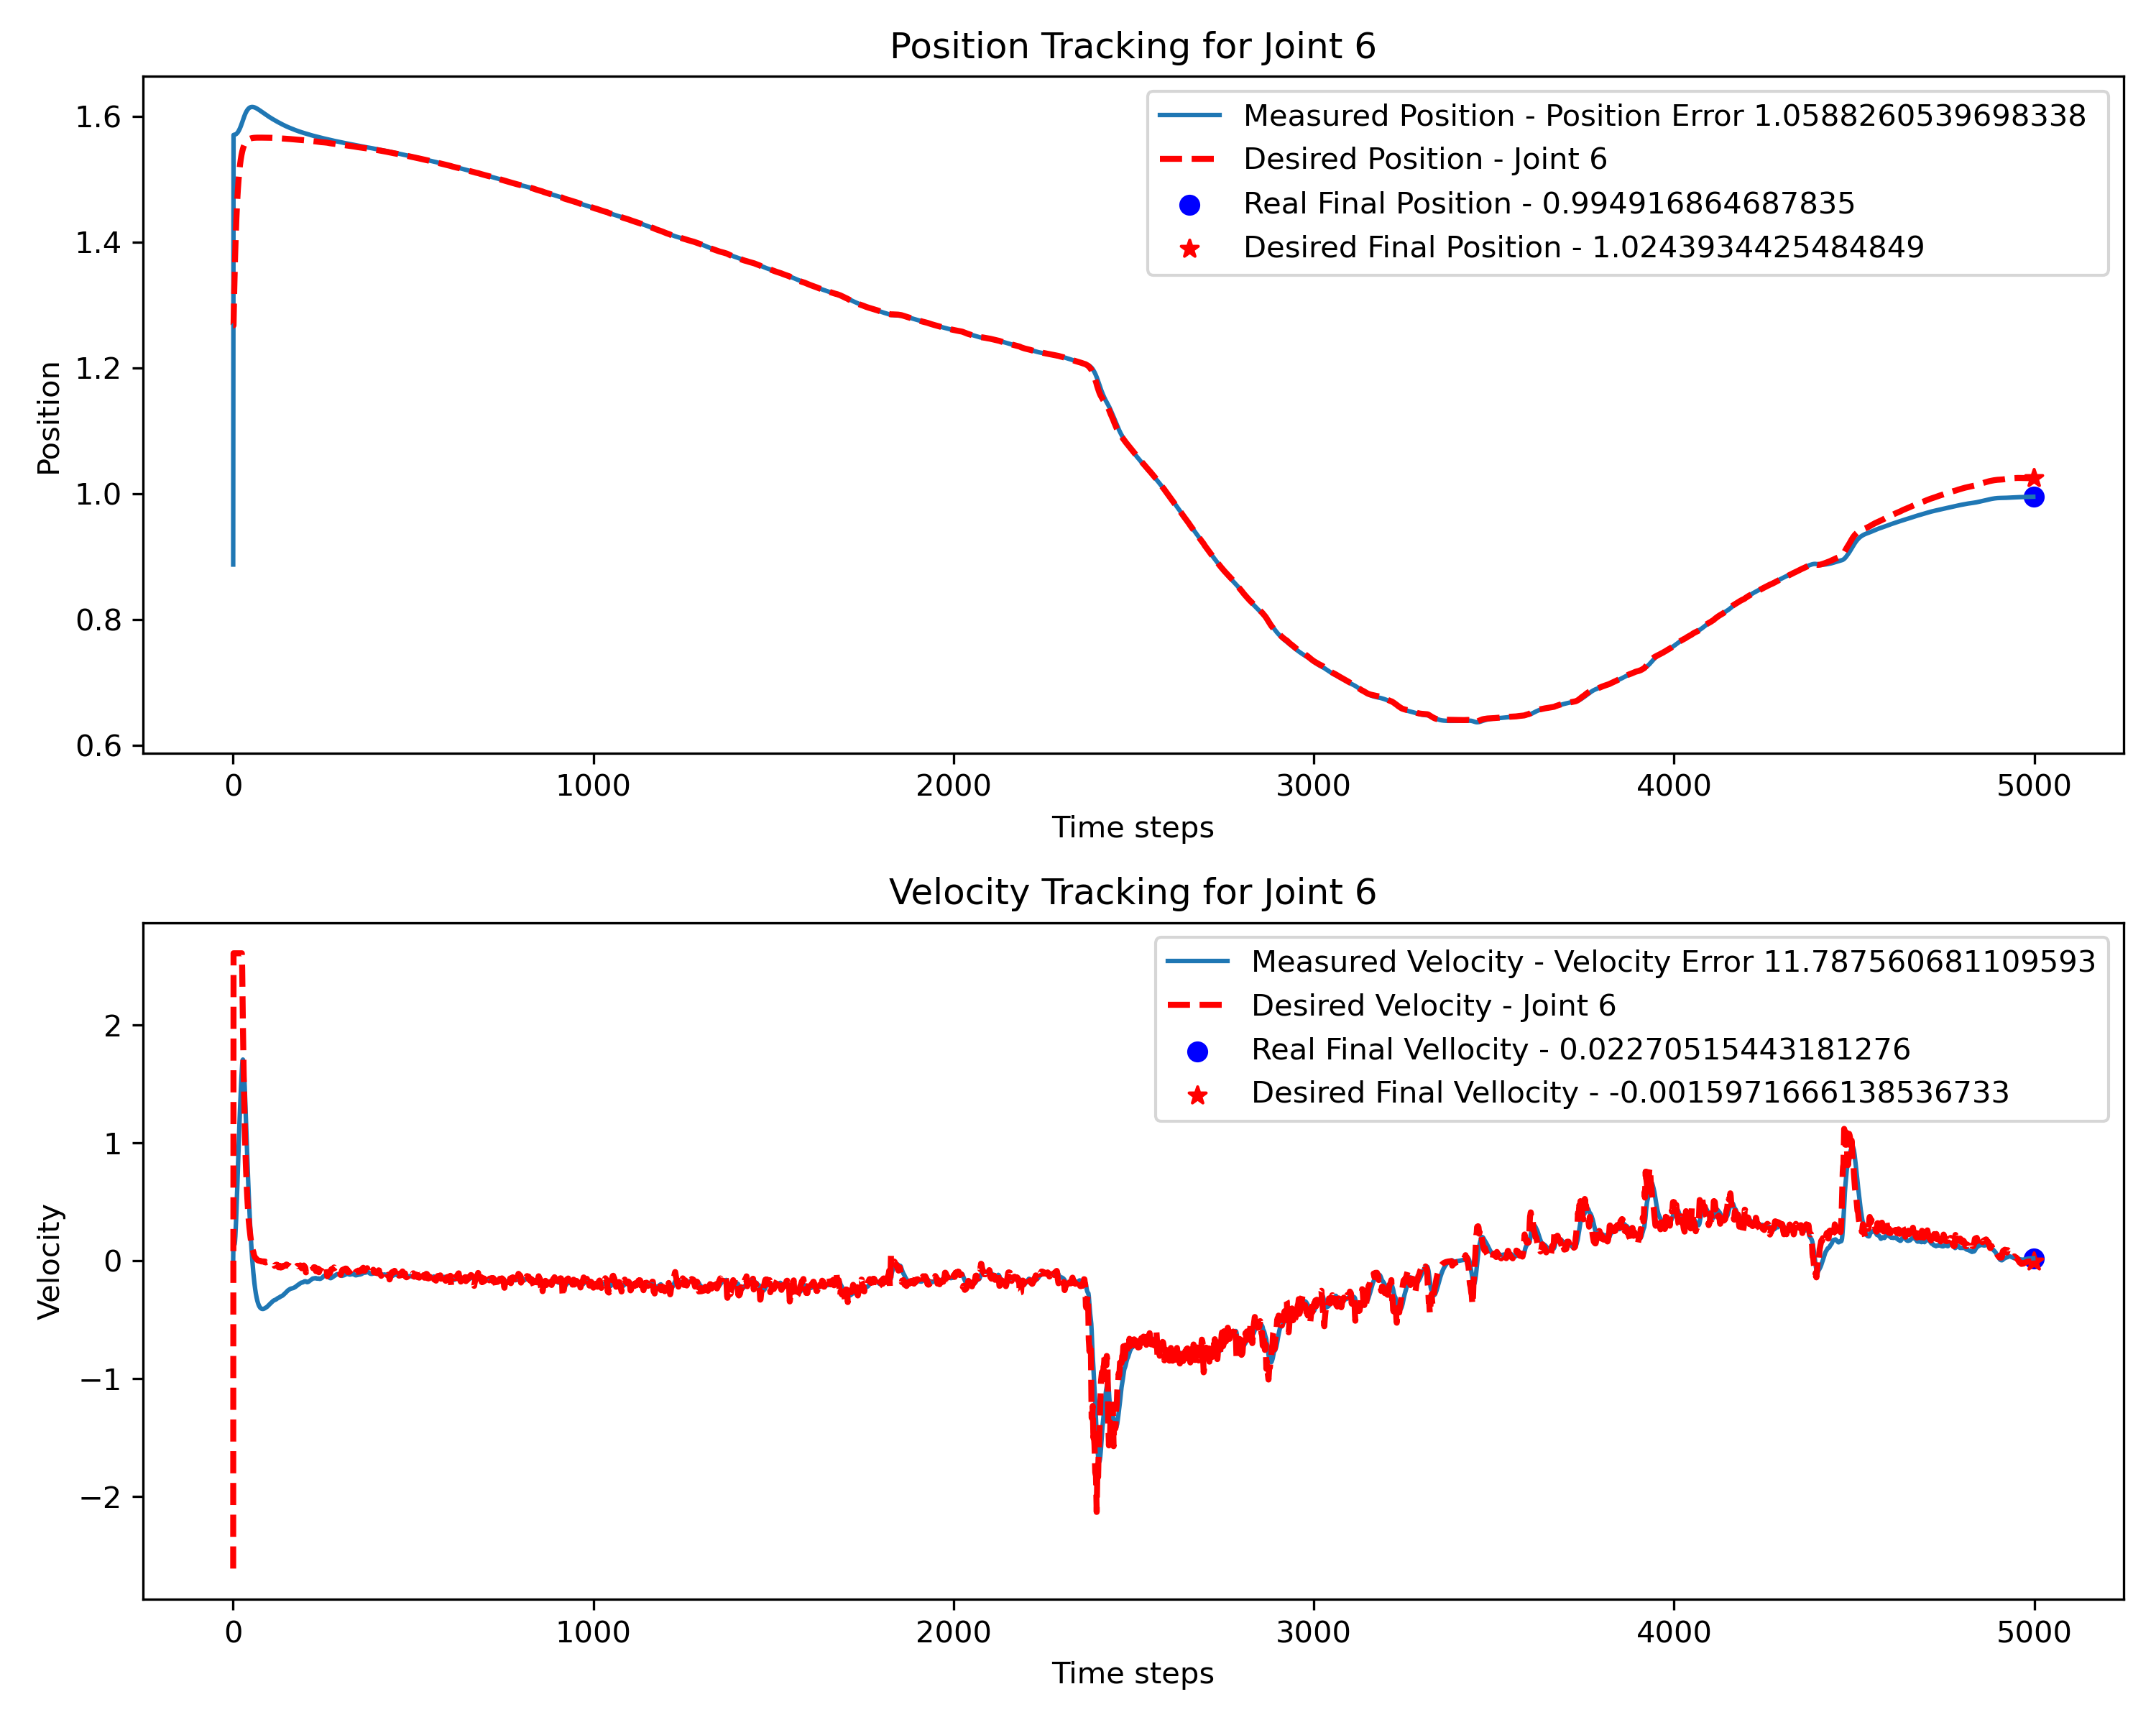 Position Tracking for Joint 6
Measured Position - Position Error 1.0588260539698338
Desired Position - Joint 6
Real Final Position - 0.994916864687835
Desired Final Position - 1.0243934425484849
1.6
1.4
1.2
1.0
0.8
0.6
Position
0 1000 2000 3000 4000 5000
Time steps
Velocity Tracking for Joint 6
Measured Velocity - Velocity Error 11.787560681109593
Desired Velocity - Joint 6
Real Final Vellocity - 0.02270515443181276
Desired Final Vellocity - -0.0015971666138536733
2
1
0
−1
−2
Velocity
0 1000 2000 3000 4000 5000
Time steps